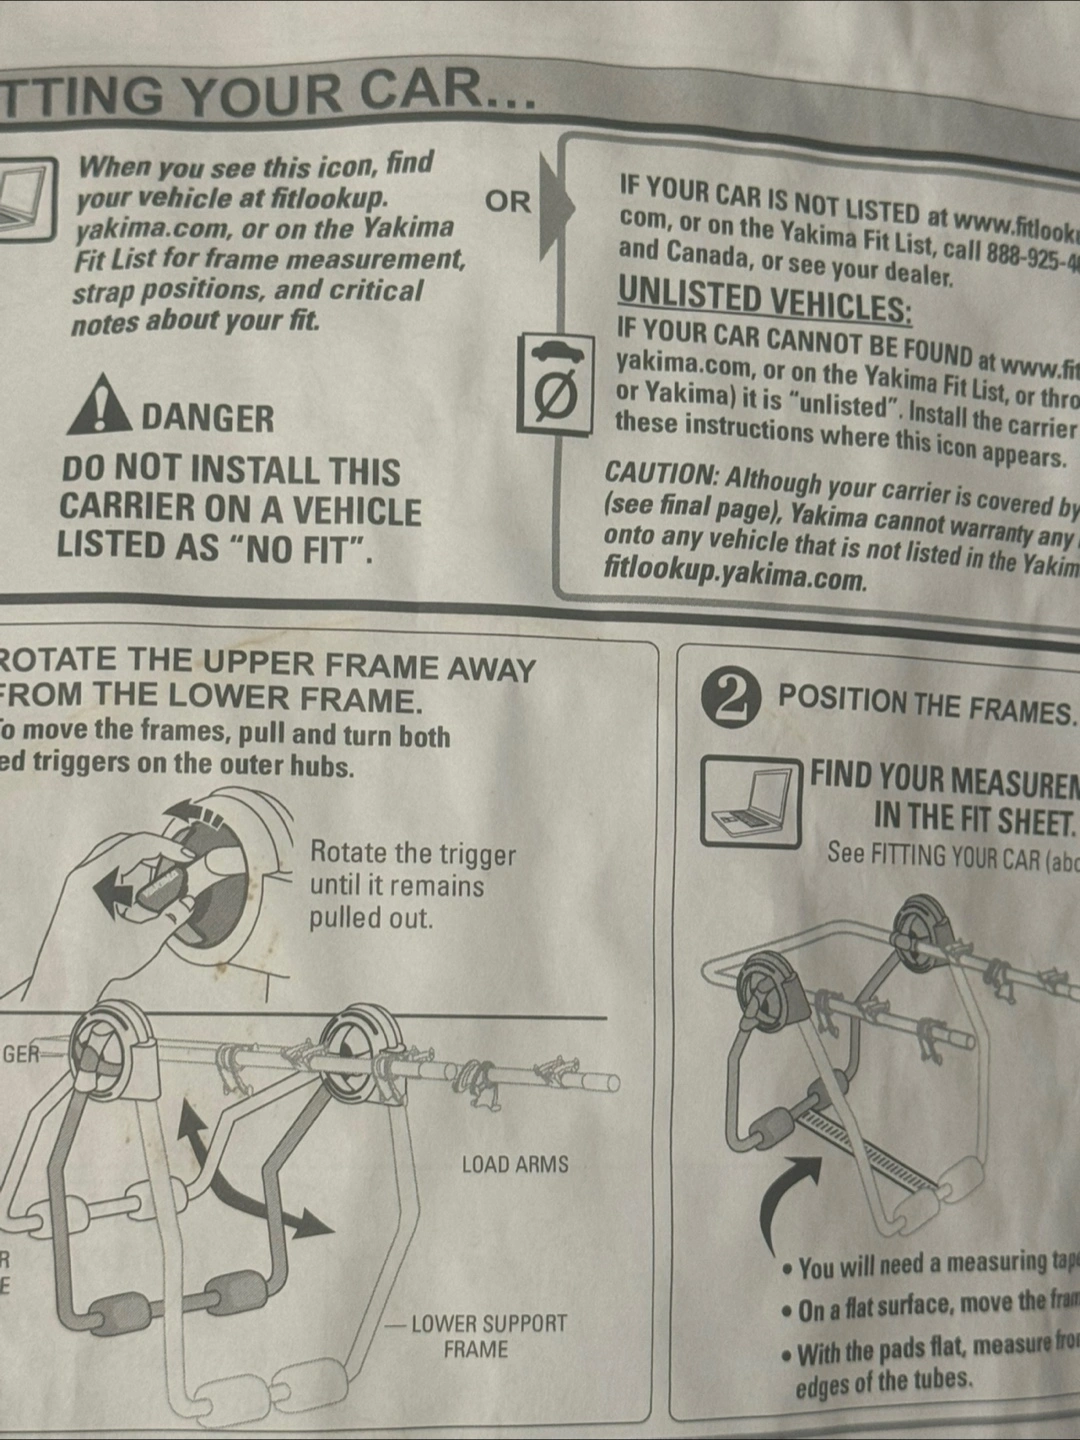 TTING YOUR CAR...
When you see this icon, find
your vehicle at fitlookup.
yakima.com, or on the Yakima
Fit List for frame measurement,
strap positions, and critical
notes about your fit.
DANGER
DO NOT INSTALL THIS
CARRIER ON A VEHICLE
LISTED AS “NO FIT”.
OR
IF YOUR CAR IS NOT LISTED at www.fitlook
com, or on the Yakima Fit List, call 888-925-4
and Canada, or see your dealer.
UNLISTED VEHICLES:
IF YOUR CAR CANNOT BE FOUND at www.fit
yakima.com, or on the Yakima Fit List, or thro
or Yakima) it is “unlisted”. Install the carrier
these instructions where this icon appears.
CAUTION: Although your carrier is covered by
(see final page), Yakima cannot warranty any
onto any vehicle that is not listed in the Yakim
fitlookup.yakima.com.
ROTATE THE UPPER FRAME AWAY
FROM THE LOWER FRAME.
To move the frames, pull and turn both
ed triggers on the outer hubs.
Rotate the trigger
until it remains
pulled out.
GER
LOAD ARMS
R
E
LOWER SUPPORT
FRAME
2 POSITION THE FRAMES.
FIND YOUR MEASUREM
IN THE FIT SHEET.
See FITTING YOUR CAR (abo
• You will need a measuring tape
• On a flat surface, move the fram
• With the pads flat, measure from
edges of the tubes.